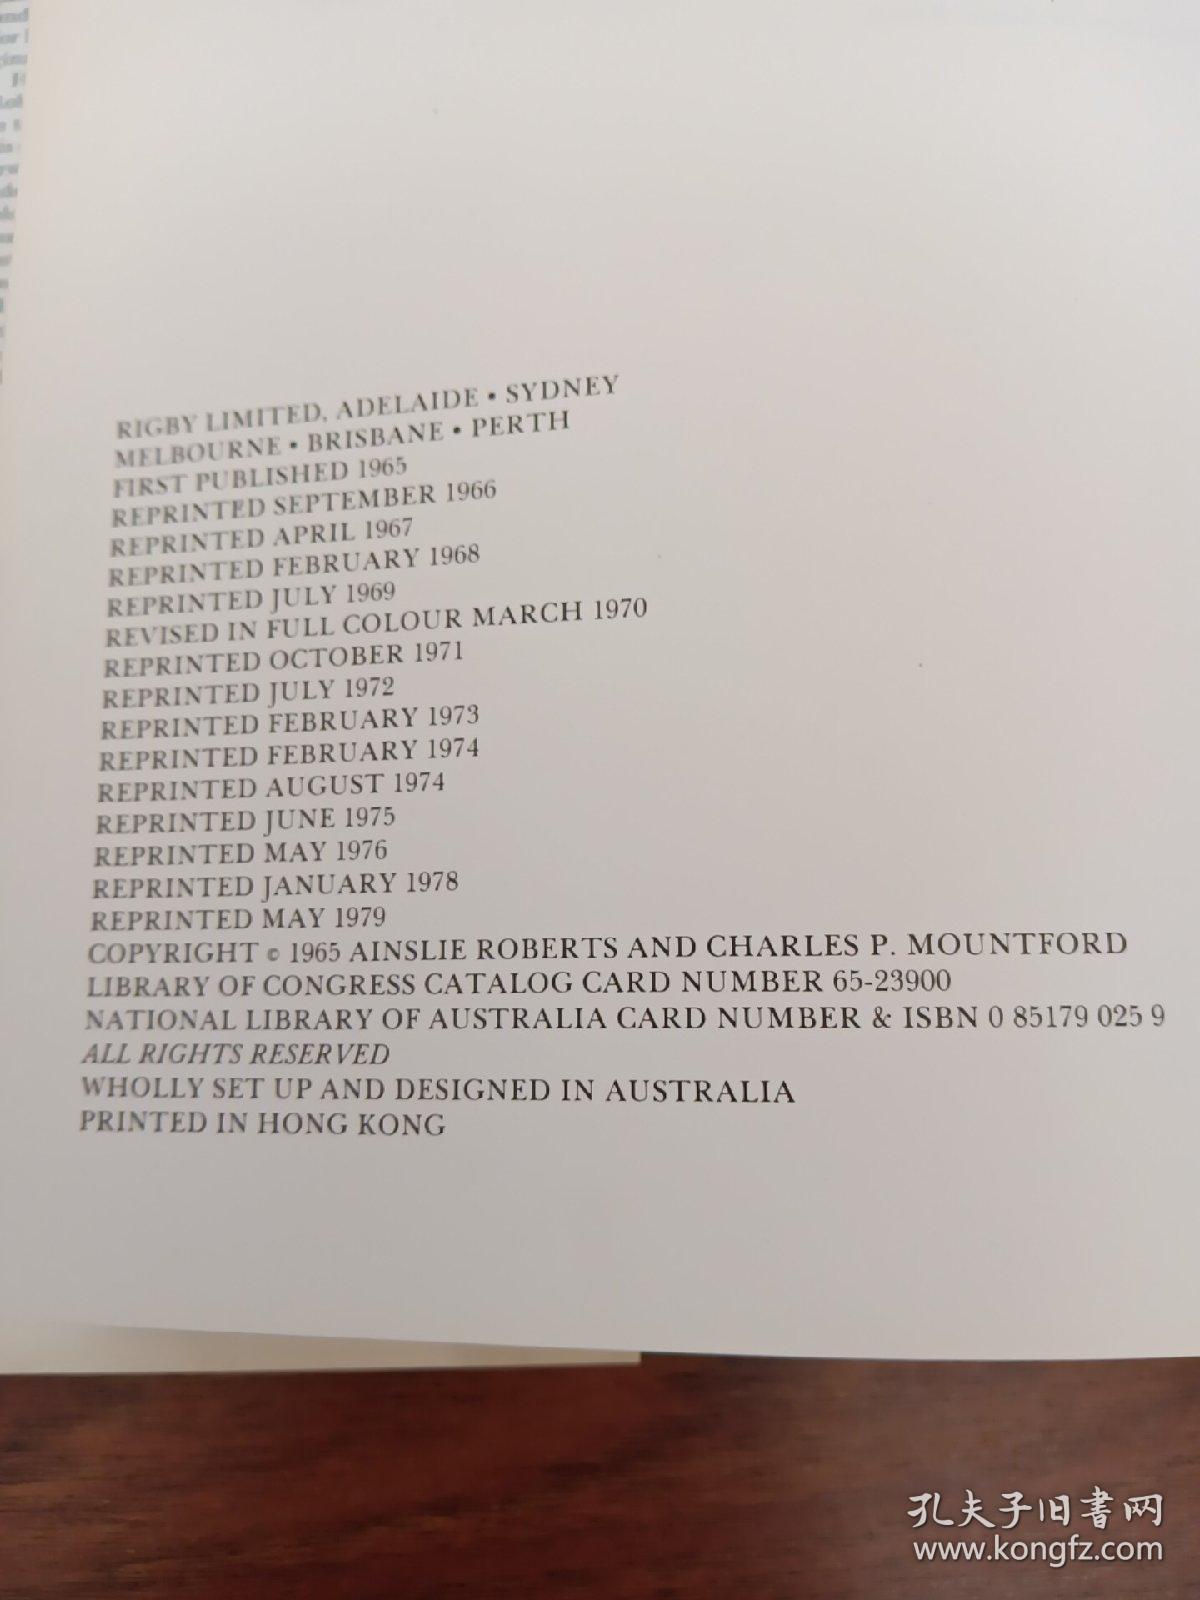 RIGBY LIMITED, ADELAIDE • SYDNEY
MELBOURNE • BRISBANE • PERTH
FIRST PUBLISHED 1965
REPRINTED SEPTEMBER 1966
REPRINTED APRIL 1967
REPRINTED FEBRUARY 1968
REPRINTED JULY 1969
REVISED IN FULL COLOUR MARCH 1970
REPRINTED OCTOBER 1971
REPRINTED JULY 1972
REPRINTED FEBRUARY 1973
REPRINTED FEBRUARY 1974
REPRINTED AUGUST 1974
REPRINTED JUNE 1975
REPRINTED MAY 1976
REPRINTED JANUARY 1978
REPRINTED MAY 1979
COPYRIGHT © 1965 AINSLIE ROBERTS AND CHARLES P. MOUNTFORD
LIBRARY OF CONGRESS CATALOG CARD NUMBER 65-23900
NATIONAL LIBRARY OF AUSTRALIA CARD NUMBER & ISBN 0 85179 025 9
ALL RIGHTS RESERVED
WHOLLY SET UP AND DESIGNED IN AUSTRALIA
PRINTED IN HONG KONG
孔夫子旧书网
www.kongfz.com